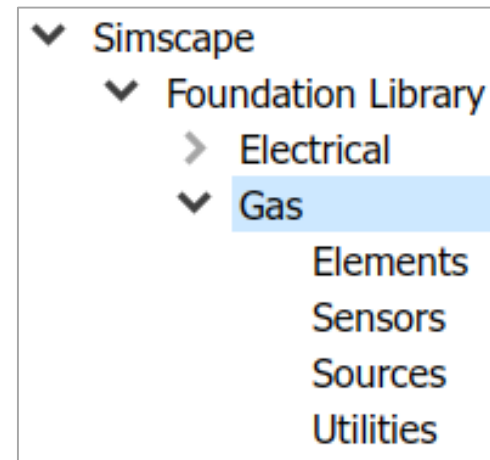 Simscape
Foundation Library
Electrical
Gas
Elements
Sensors
Sources
Utilities